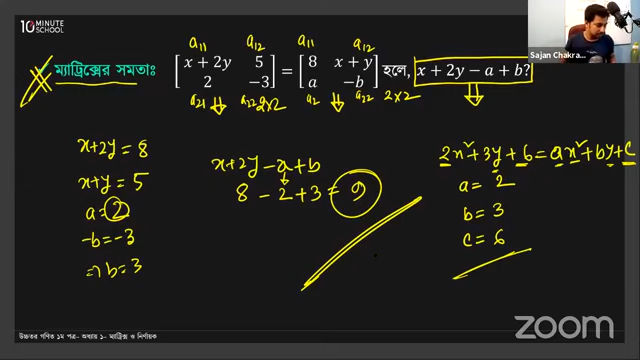 10 MINUTE SCHOOL
Sajan Chakra
ম্যাট্রিক্সের সমতাঃ
a₁₁ a₁₂ a₁₁ a₁₂
[x + 2y 5; 2 −3] = [8 x + y; a −b] হলে, x + 2y − a + b?
a₂₁ a₂₂ 2×2 a₂ a₂₂ 2×2
x+2y = 8
x+y = 5
a = 2
-b = -3
⇒ b = 3
x+2y - a + b
8 - 2 + 3 = 9
2x²+3y+6 = ax²+by+c
a = 2
b = 3
c = 6
উচ্চতর গণিত ১ম পত্র- অধ্যায় ১- ম্যাট্রিক্স ও নির্ণায়ক
zoom